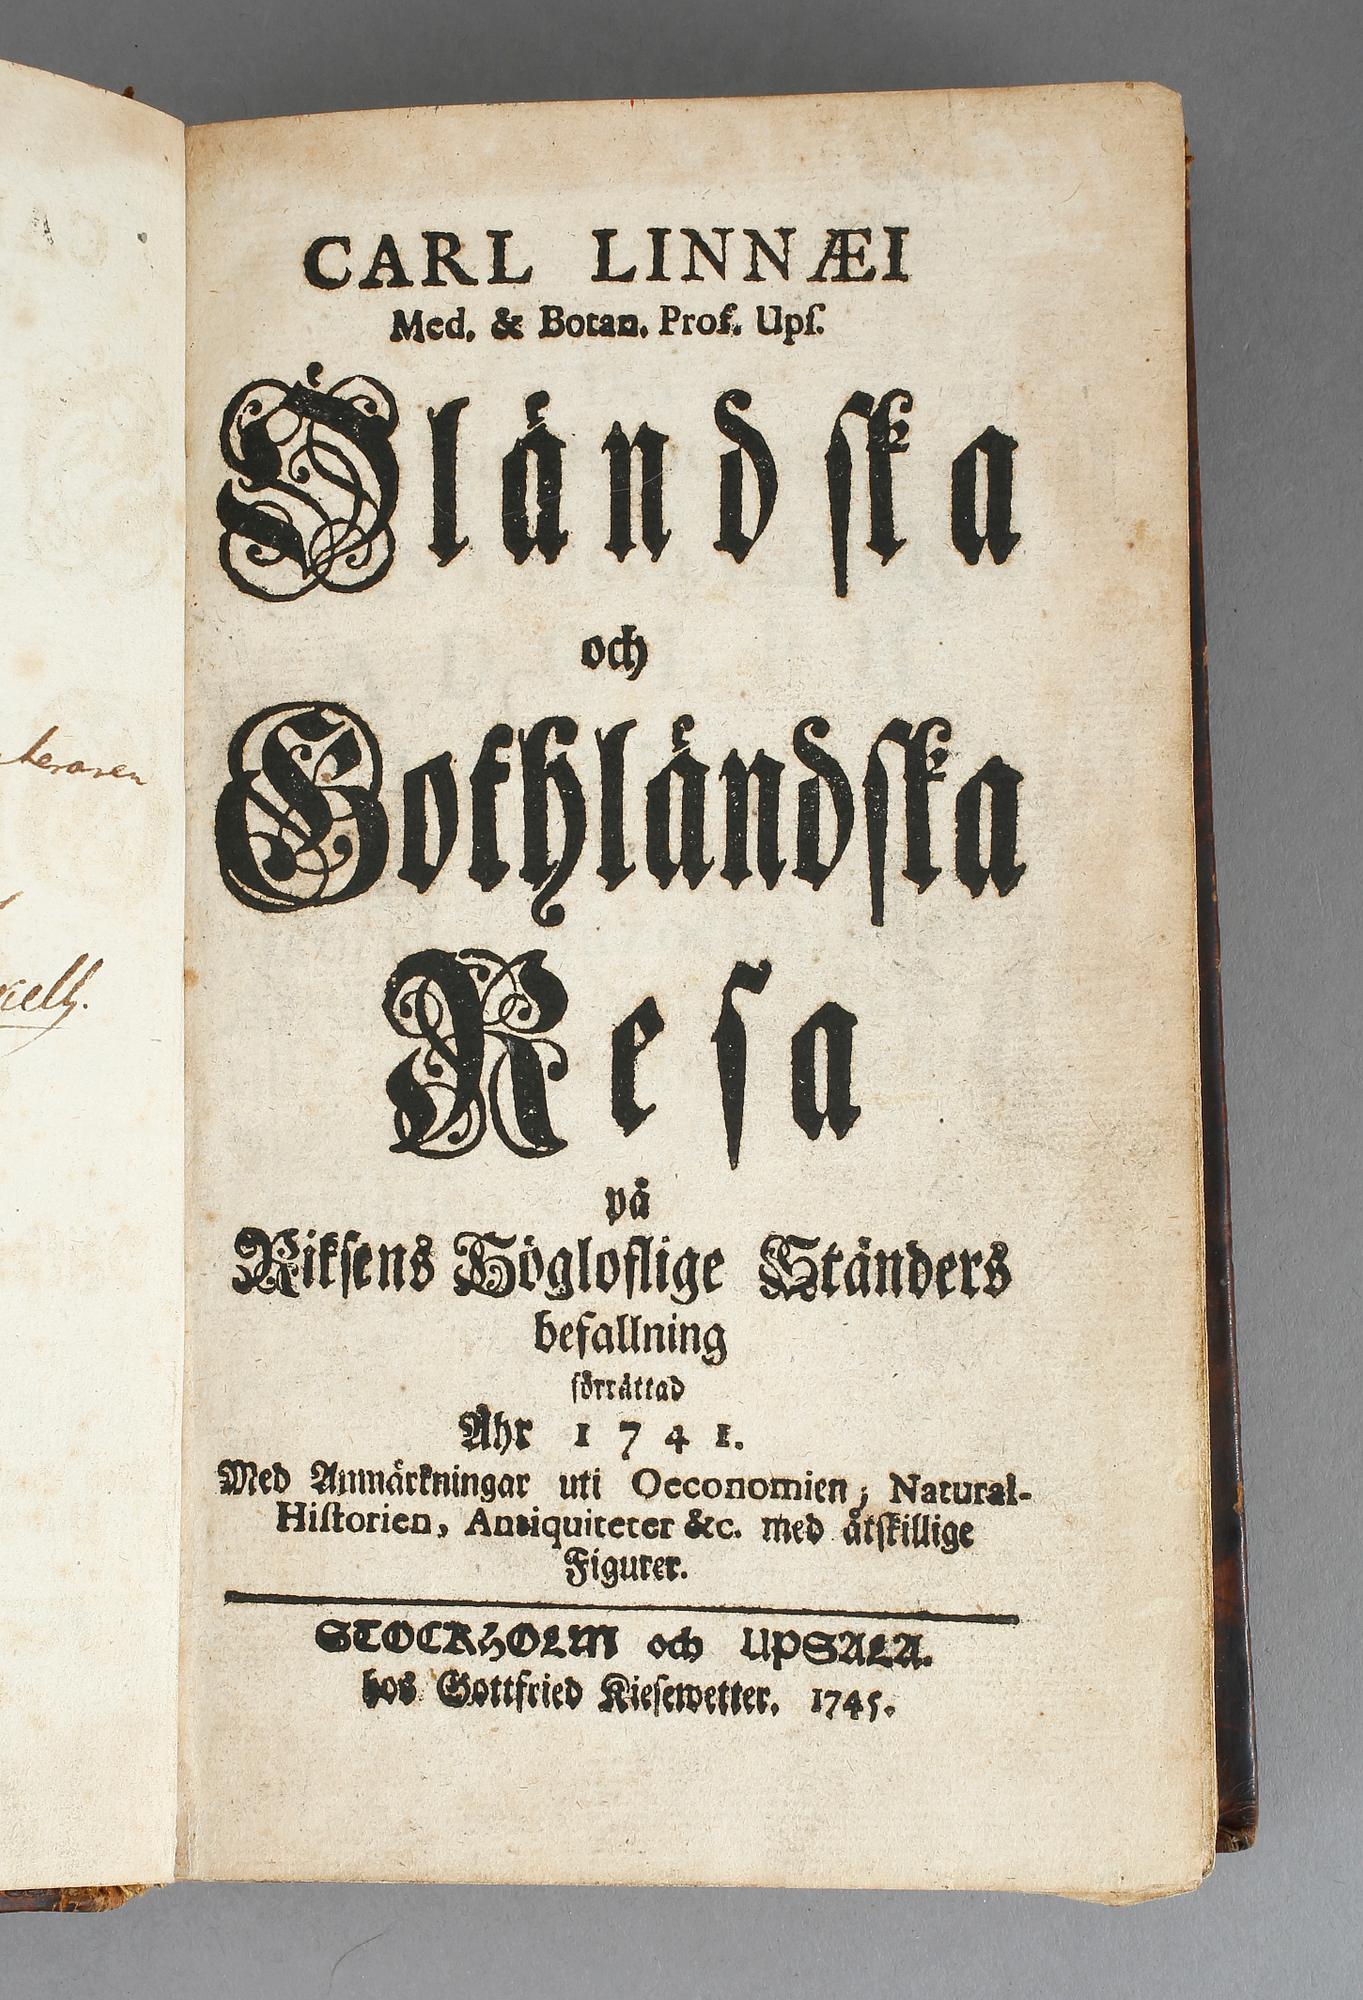 CARL LINNÆI
Med. & Botan. Prof. Upſ.
Öländſka
och
Gothländſka
Reſa
på
Rikſens Högloflige Ständers
befallning
förrättad
Åhr 1741.
Med Anmärkningar uti Oeconomien, Natural-
Hiſtorien, Antiquiteter &c. med åtſkillige
Figurer.
STOCKHOLM och UPSALA.
hos Gottfried Kieſewetter. 1745.